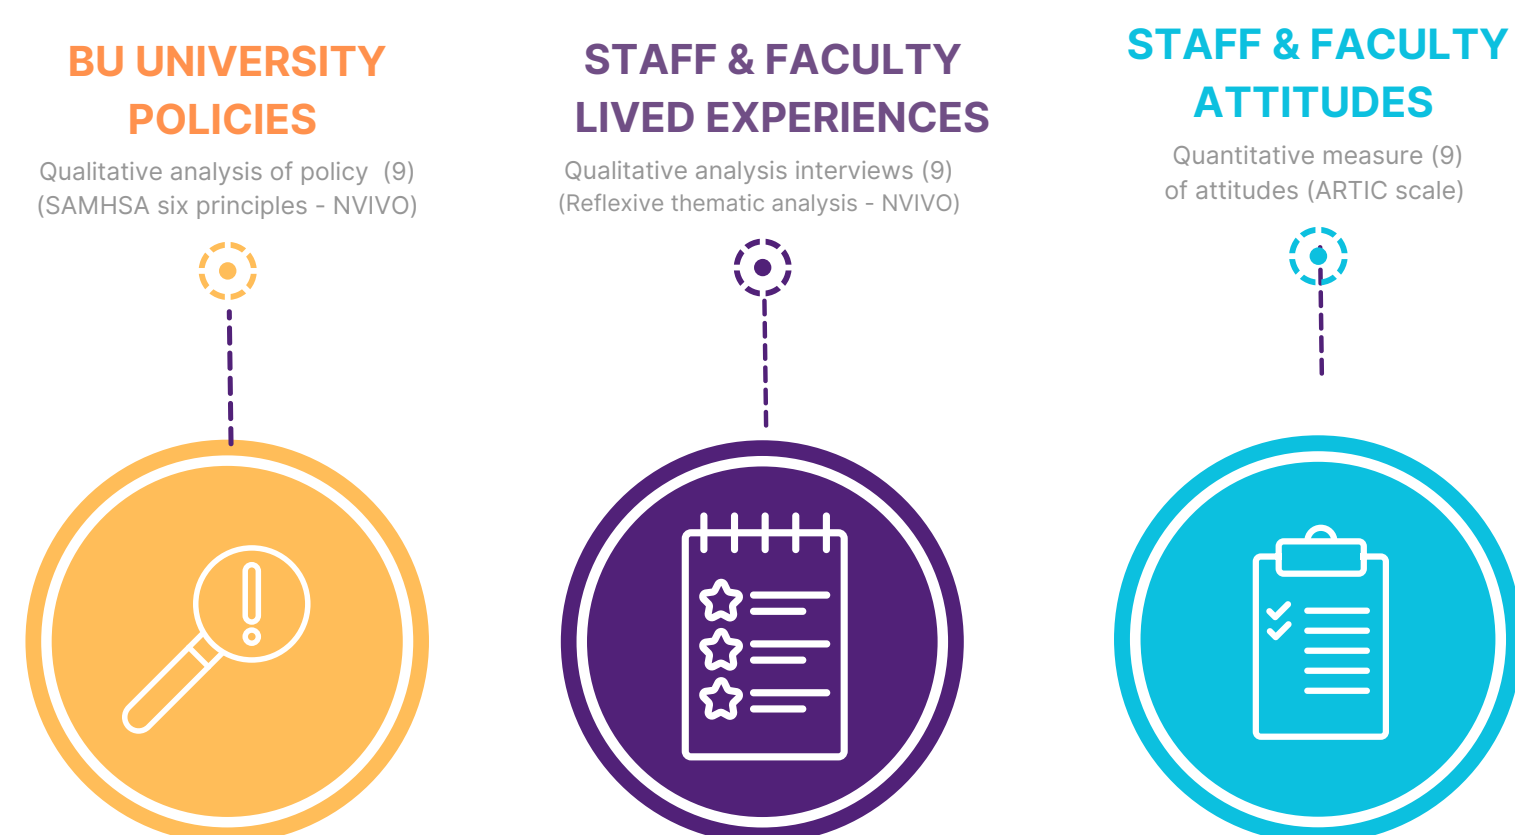 BU UNIVERSITY
POLICIES
Qualitative analysis of policy (9)
(SAMHSA six principles - NVIVO)
STAFF & FACULTY
LIVED EXPERIENCES
Qualitative analysis interviews (9)
(Reflexive thematic analysis - NVIVO)
STAFF & FACULTY
ATTITUDES
Quantitative measure (9)
of attitudes (ARTIC scale)